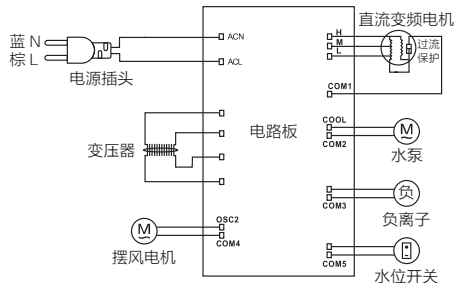 蓝 N
棕 L
电源插头
ACN
ACL
变压器
电路板
摆风电机
M
OSC2
COM4
H
M
L
COM1
直流变频电机
过流
保护
COOL
COM2
M
水泵
COM3
负
负离子
COM5
水位开关